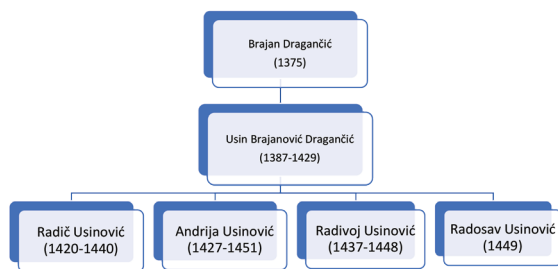 Brajan Dragančić
(1375)
Usin Brajanović Dragančić
(1387-1429)
Radič Usinović
(1420-1440)
Andrija Usinović
(1427-1451)
Radivoj Usinović
(1437-1448)
Radosav Usinović
(1449)